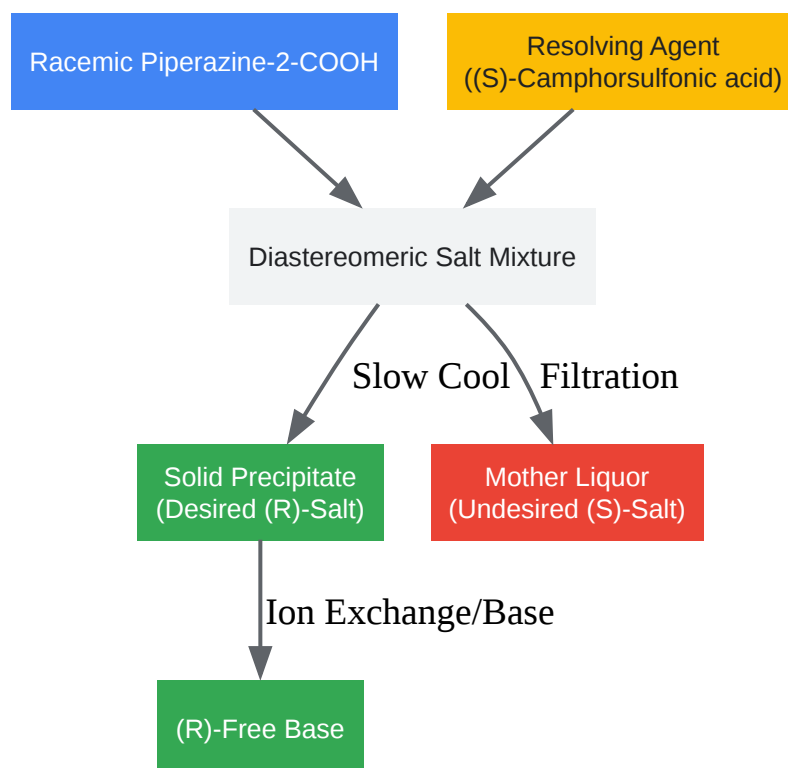 Racemic Piperazine-2-COOH
Resolving Agent
((S)-Camphorsulfonic acid)
Diastereomeric Salt Mixture
Slow Cool
Filtration
Solid Precipitate
(Desired (R)-Salt)
Mother Liquor
(Undesired (S)-Salt)
Ion Exchange/Base
(R)-Free Base